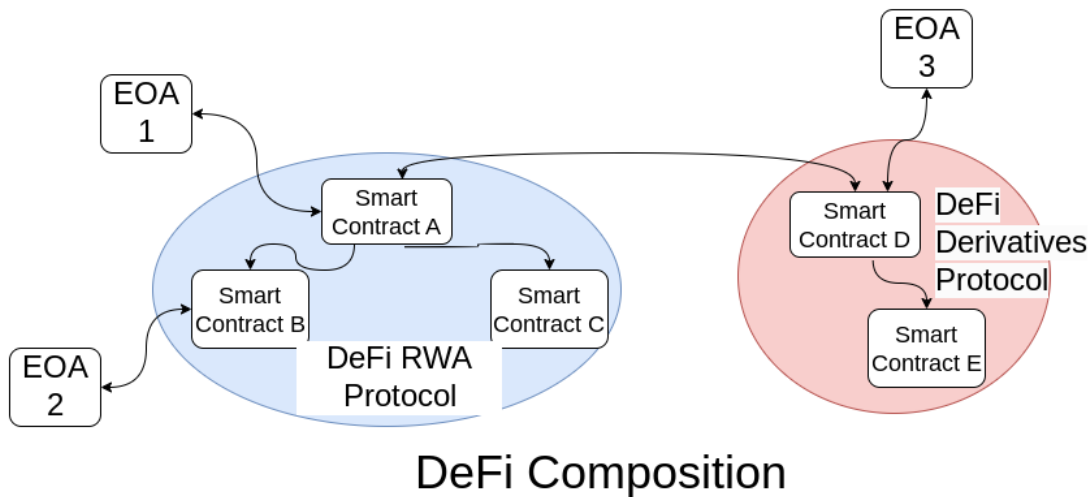 EOA
3
EOA
1
Smart
Contract A
Smart
Contract D
DeFi
Derivatives
Protocol
Smart
Contract B
Smart
Contract C
Smart
Contract E
DeFi RWA
Protocol
EOA
2
DeFi Composition